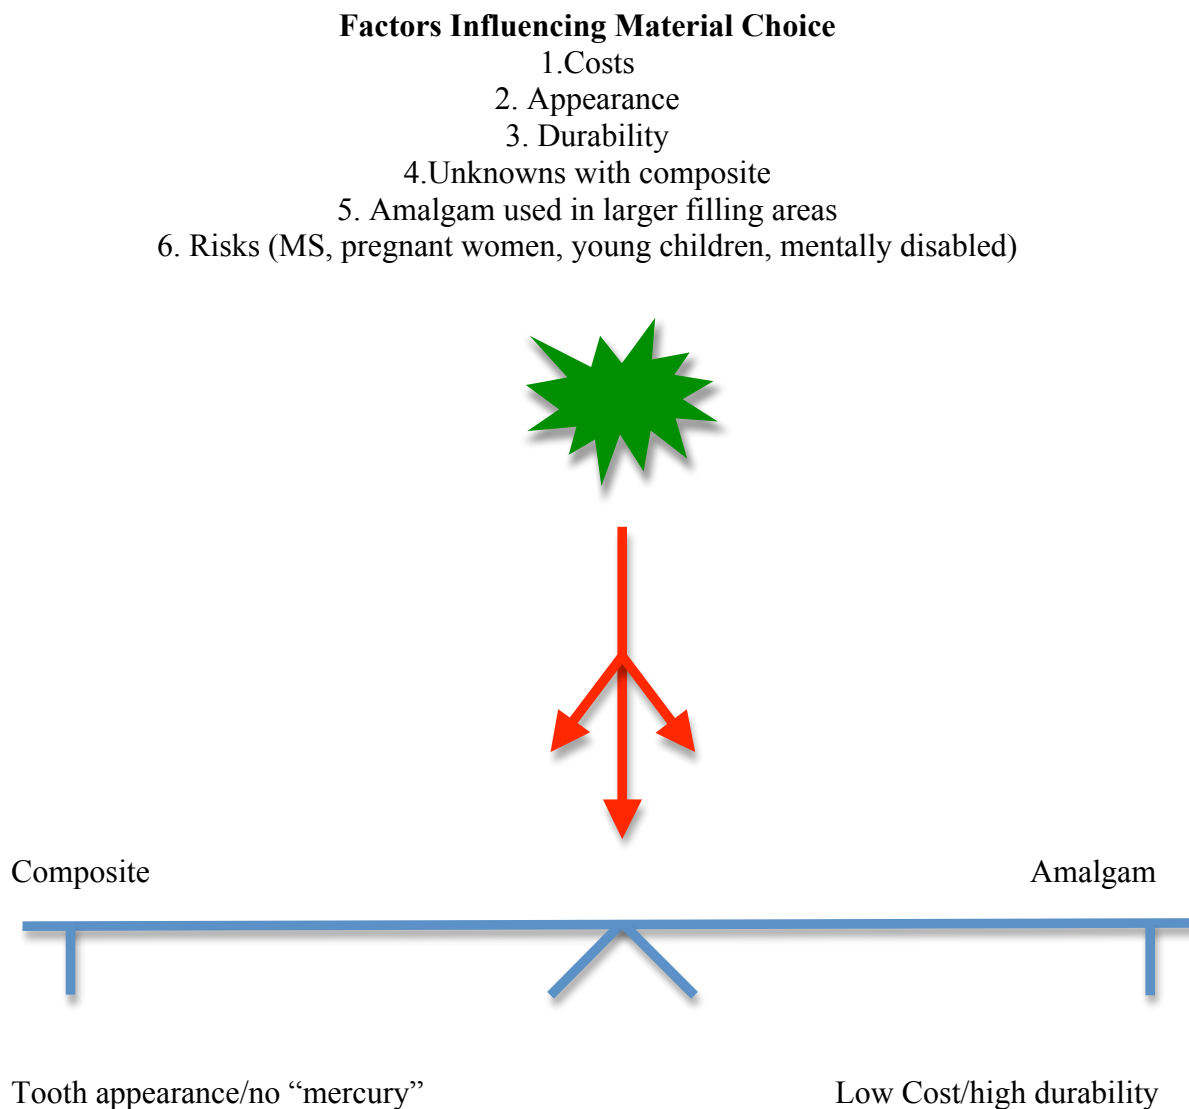 Factors Influencing Material Choice
1.Costs
2. Appearance
3. Durability
4.Unknowns with composite
5. Amalgam used in larger filling areas
6. Risks (MS, pregnant women, young children, mentally disabled)
Composite
Amalgam
Tooth appearance/no “mercury”
Low Cost/high durability